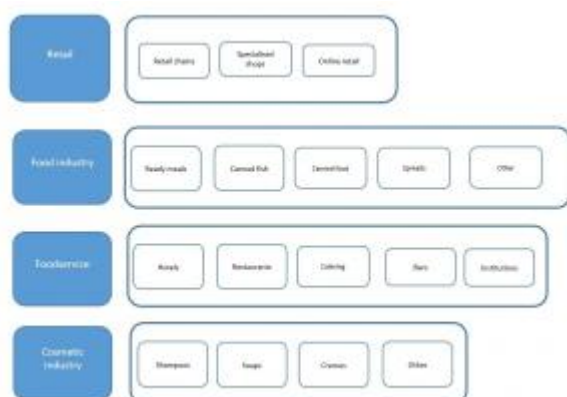 Retail
Retail chains
Specialised
shops
Online retail
Food industry
Ready meals
Canned fish
Canned food
Spreads
Other
Foodservice
Hotels
Restaurants
Catering
Bars
Institutions
Cosmetic
industry
Shampoos
Soaps
Cremes
Other